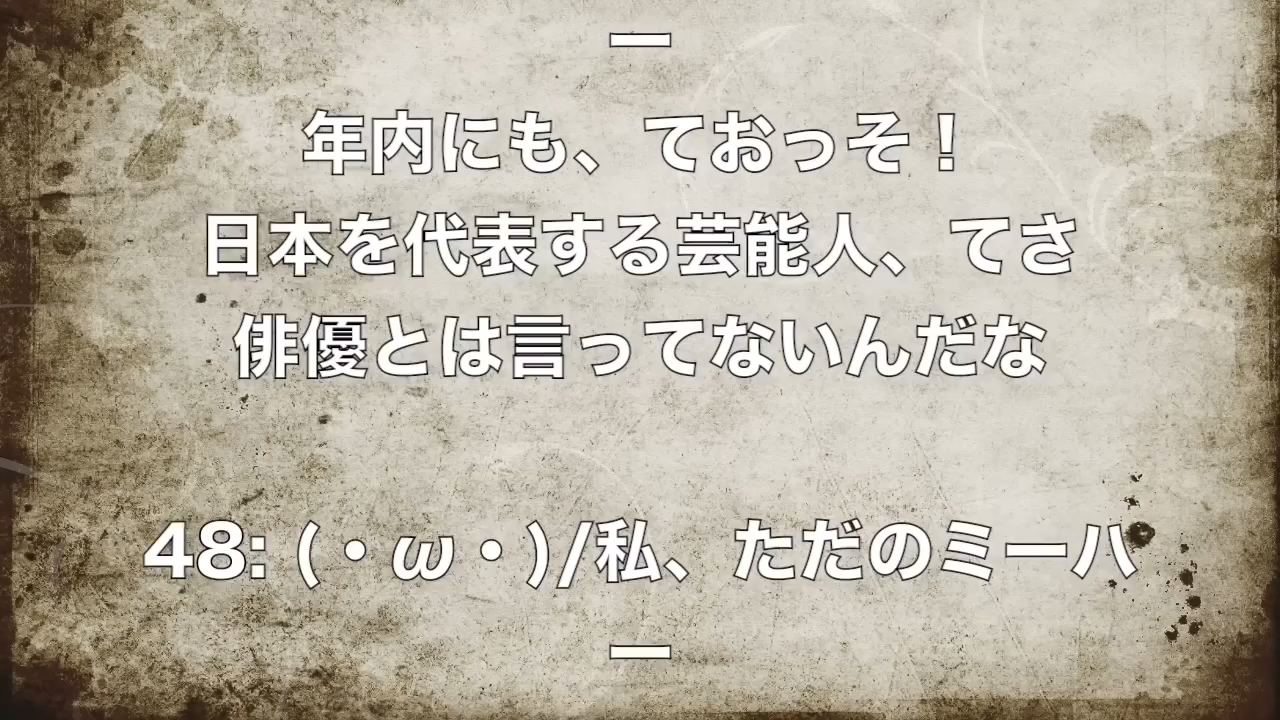 ー
年内にも、ておっそ！
日本を代表する芸能人、てさ
俳優とは言ってないんだな
48: (・ω・)/私、ただのミーハ
ー